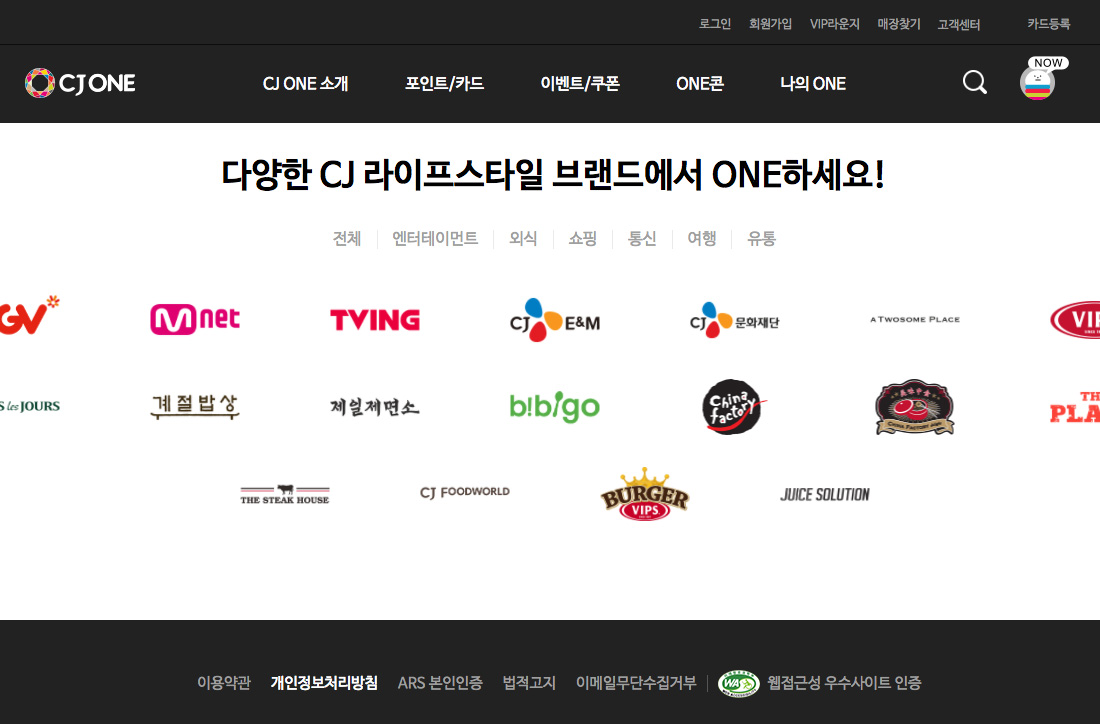 로그인 회원가입 VIP라운지 매장찾기 고객센터 카드등록
CJ ONE CJ ONE 소개 포인트/카드 이벤트/쿠폰 ONE콘 나의 ONE NOW
다양한 CJ 라이프스타일 브랜드에서 ONE하세요!
전체 엔터테이먼트 외식 쇼핑 통신 여행 유통
GV Mnet TVING CJ E&M CJ 문화재단 A TWOSOME PLACE VIP
S les JOURS 계절밥상 제일제면소 bibigo China factory CHINA FACTORY TH PLA
THE STEAK HOUSE CJ FOODWORLD BURGER VIPS JUICE SOLUTION
이용약관 개인정보처리방침 ARS 본인인증 법적고지 이메일무단수집거부 WA 웹접근성 우수사이트 인증